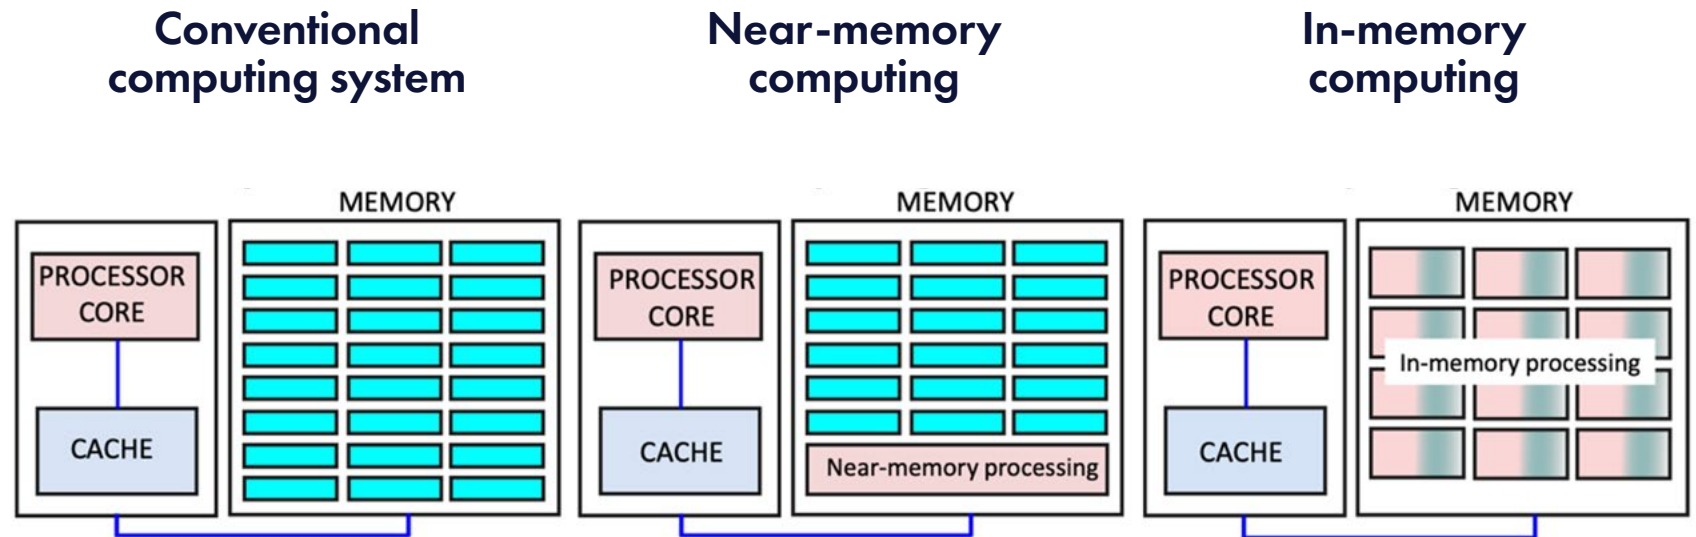 Conventional
computing system
Near-memory
computing
In-memory
computing
MEMORY
PROCESSOR
CORE
CACHE
MEMORY
PROCESSOR
CORE
CACHE
Near-memory processing
MEMORY
PROCESSOR
CORE
CACHE
In-memory processing